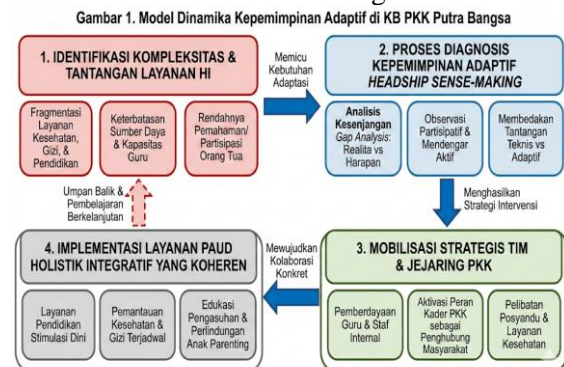 Gambar 1. Model Dinamika Kepemimpinan Adaptif di KB PKK Putra Bangsa
1. IDENTIFIKASI KOMPLEKSITAS &
TANTANGAN LAYANAN HI
Fragmentasi
Layanan
Kesehatan,
Gizi, &
Pendidikan
Keterbatasan
Sumber Daya
& Kapasitas
Guru
Rendahnya
Pemahaman/
Partisipasi
Orang Tua
Memicu
Kebutuhan
Adaptasi
2. PROSES DIAGNOSIS
KEPEMIMPINAN ADAPTIF
HEADSHIP SENSE-MAKING
Analisis
Kesenjangan
Gap Analysis:
Realita vs
Harapan
Observasi
Partisipatif &
Mendengar
Aktif
Membedakan
Tantangan
Teknis vs
Adaptif
Menghasilkan
Strategi Intervensi
3. MOBILISASI STRATEGIS TIM
& JEJARING PKK
Pemberdayaan
Guru & Staf
Internal
Aktivasi Peran
Kader PKK
sebagai
Penghubung
Masyarakat
Pelibatan
Posyandu &
Layanan
Kesehatan
Mewujudkan
Kolaborasi
Konkret
4. IMPLEMENTASI LAYANAN PAUD
HOLISTIK INTEGRATIF YANG KOHEREN
Layanan
Pendidikan
Stimulasi Dini
Pemantauan
Kesehatan &
Gizi Terjadwal
Edukasi
Pengasuhan &
Perlindungan
Anak Parenting
Umpan Balik &
Pembelajaran
Berkelanjutan